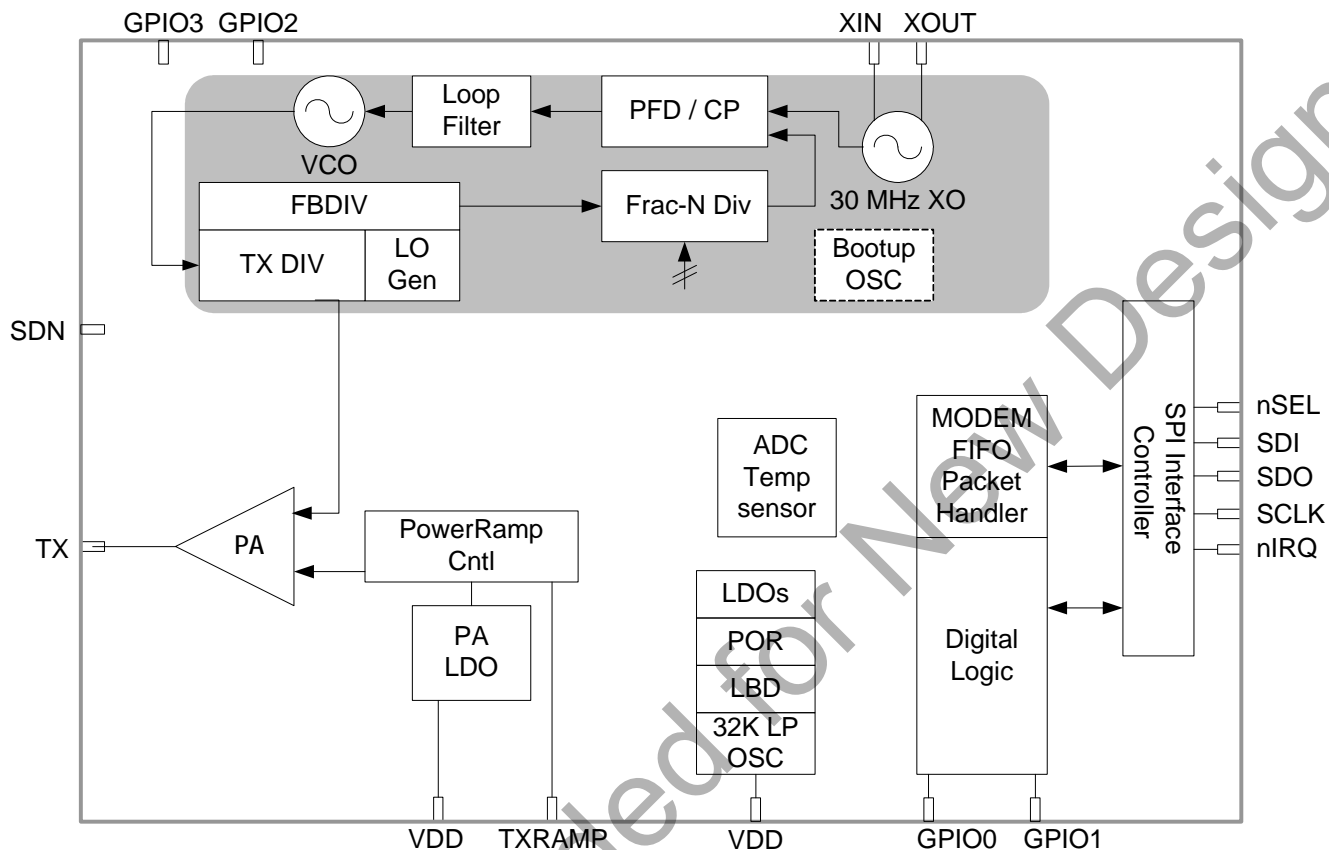 GPIO3 GPIO2 XIN XOUT
Loop
Filter
PFD / CP
VCO
30 MHz XO
FBDIV
Frac-N Div
TX DIV
LO
Gen
Bootup
OSC
SDN
MODEM
FIFO
Packet
Handler
SPI Interface
Controller
nSEL
SDI
SDO
SCLK
nIRQ
ADC
Temp
sensor
TX
PA
PowerRamp
Cntl
PA
LDO
LDOs
POR
LBD
32K LP
OSC
Digital
Logic
VDD TXRAMP VDD GPIO0 GPIO1
ded for New Design